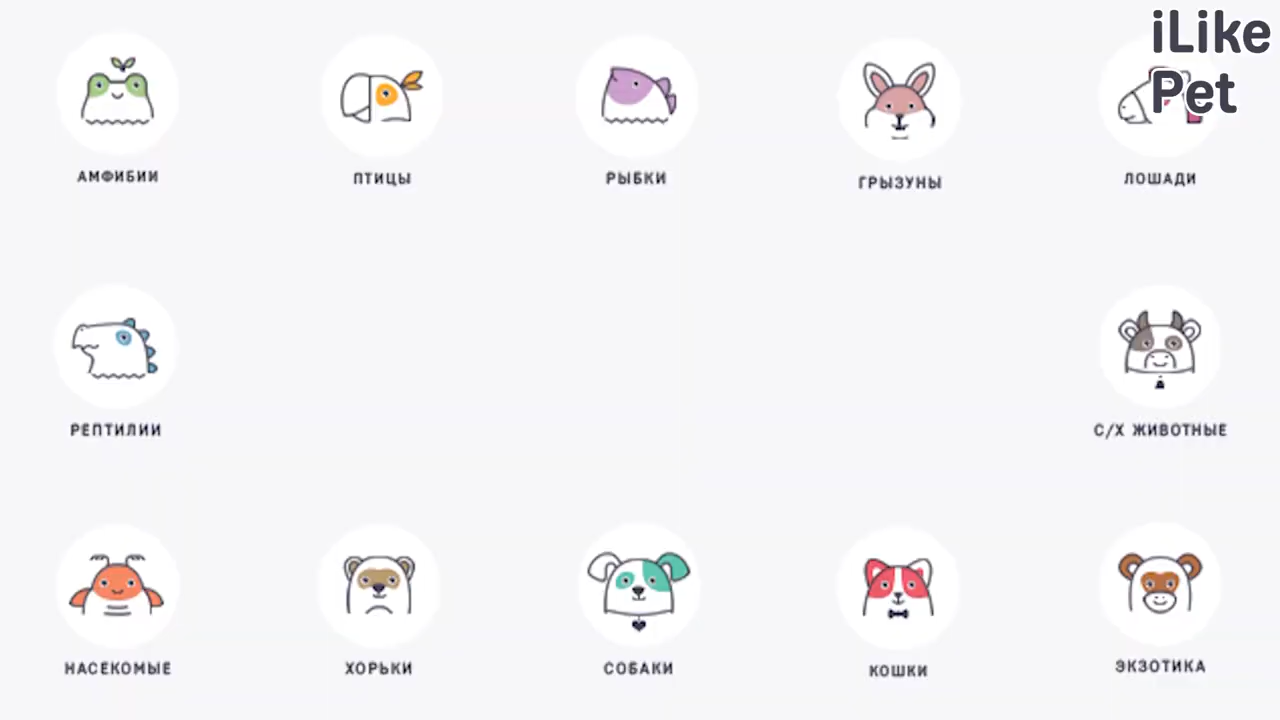 iLike
Pet
АМФИБИИ
ПТИЦЫ
РЫБКИ
ГРЫЗУНЫ
ЛОШАДИ
РЕПТИЛИИ
С/Х ЖИВОТНЫЕ
НАСЕКОМЫЕ
ХОРЬКИ
СОБАКИ
КОШКИ
ЭКЗОТИКА